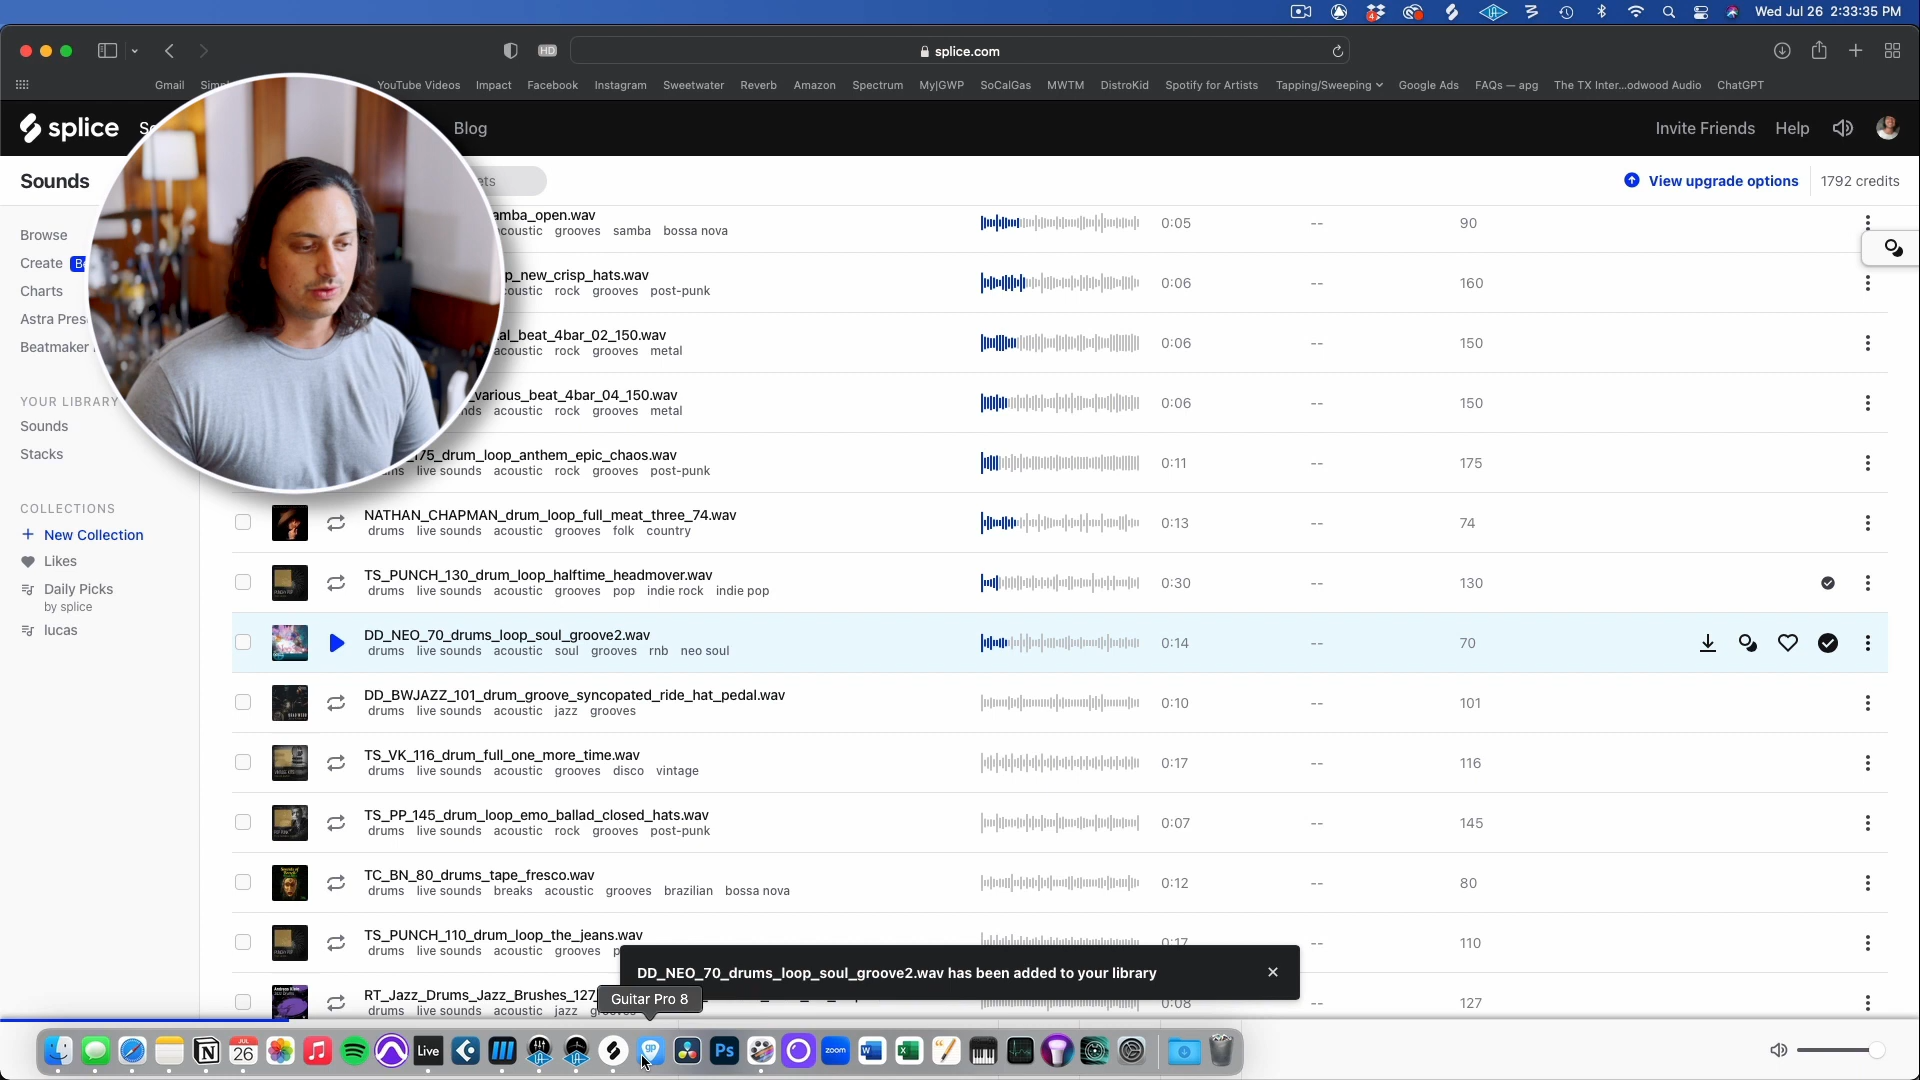 Wed Jul 26 2:33:35 PM
HD
splice.com
Gmail
YouTube Videos Impact Facebook Instagram Sweetwater Reverb Amazon Spectrum My|GWP SoCalGas MWTM DistroKid Spotify for Artists Tapping/Sweeping Google Ads FAQs — app The TX Inter...odwood Audio ChatGPT
splice Blog Invite Friends Help
Sounds View upgrade options 1792 credits
Browse
Create
Charts
Astra
Beatmaker
YOUR LIBRARY
Sounds
Stacks
COLLECTIONS
+ New Collection
Likes
Daily Picks
by splice
lucas
amba_open.wav 0:05 -- 90
coustic grooves samba bossa nova
p_new_crisp_hats.wav 0:06 -- 160
coustic rock grooves post-punk
al_beat_4bar_02_150.wav 0:06 -- 150
acoustic rock grooves metal
various_beat_4bar_04_150.wav 0:06 -- 150
acoustic rock grooves metal
175_drum_loop_anthem_epic_chaos.wav 0:11 -- 175
live sounds acoustic rock grooves post-punk
NATHAN_CHAPMAN_drum_loop_full_meat_three_74.wav 0:13 -- 74
drums live sounds acoustic grooves folk country
TS_PUNCH_130_drum_loop_halftime_headmover.wav 0:30 -- 130
drums live sounds acoustic grooves pop indie rock indie pop
DD_NEO_70_drums_loop_soul_groove2.wav 0:14 -- 70
drums live sounds acoustic soul grooves rnb neo soul
DD_BWJAZZ_101_drum_groove_syncopated_ride_hat_pedal.wav 0:10 -- 101
drums live sounds acoustic jazz grooves
TS_VK_116_drum_full_one_more_time.wav 0:17 -- 116
drums live sounds acoustic grooves disco vintage
TS_PP_145_drum_loop_emo_ballad_closed_hats.wav 0:07 -- 145
drums live sounds acoustic rock grooves post-punk
TC_BN_80_drums_tape_fresco.wav 0:12 -- 80
drums live sounds breaks acoustic grooves brazilian bossa nova
TS_PUNCH_110_drum_loop_the_jeans.wav 0:17 -- 110
drums live sounds acoustic grooves
DD_NEO_70_drums_loop_soul_groove2.wav has been added to your library
RT_Jazz_Drums_Jazz_Brushes_127 0:08 -- 127
drums live sounds acoustic jazz
Guitar Pro 8
JUL
26
Live
gp
Ps
zoom
W
X